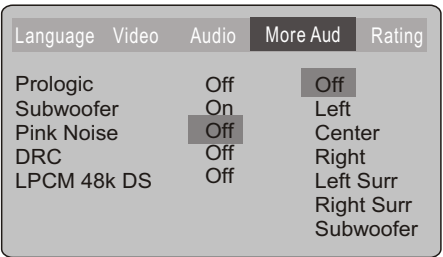 Language Video Audio More Aud Rating
Prologic Off Off
Subwoofer On Left
Pink Noise Off Center
DRC Off Right
LPCM 48k DS Off Left Surr
Right Surr
Subwoofer